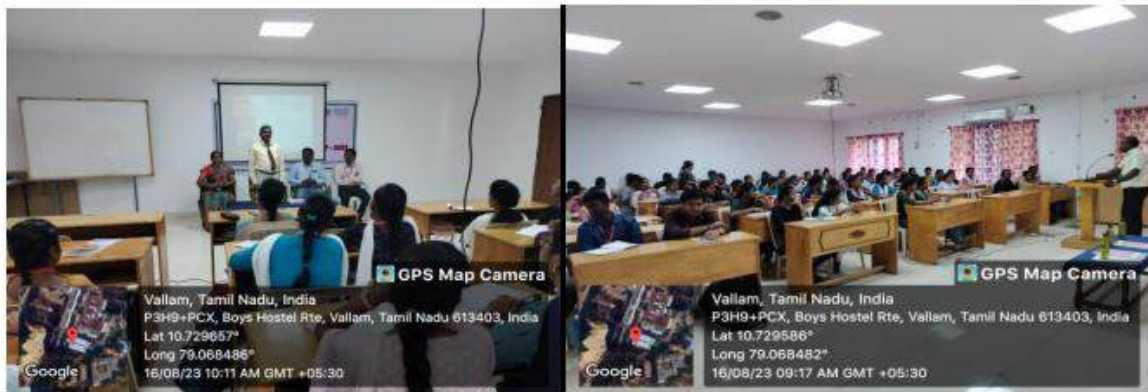 GPS Map Camera
Vallam, Tamil Nadu, India
P3H9+PCX, Boys Hostel Rte, Vallam, Tamil Nadu 613403, India
Lat 10.729657°
Long 79.068486°
16/08/23 10:11 AM GMT +05:30
Google
GPS Map Camera
Vallam, Tamil Nadu, India
P3H9+PCX, Boys Hostel Rte, Vallam, Tamil Nadu 613403, India
Lat 10.729586°
Long 79.068482°
16/08/23 09:17 AM GMT +05:30
Google